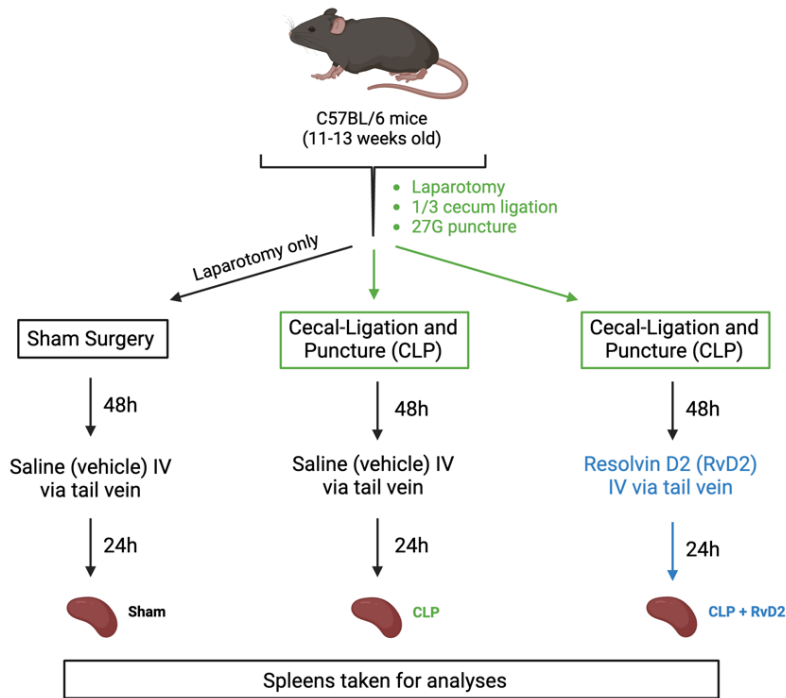 C57BL/6 mice
(11-13 weeks old)
• Laparotomy
• 1/3 cecum ligation
• 27G puncture
Laparotomy only
Sham Surgery
Cecal-Ligation and
Puncture (CLP)
Cecal-Ligation and
Puncture (CLP)
48h
48h
48h
Saline (vehicle) IV
via tail vein
Saline (vehicle) IV
via tail vein
Resolvin D2 (RvD2)
IV via tail vein
24h
24h
24h
Sham
CLP
CLP + RvD2
Spleens taken for analyses